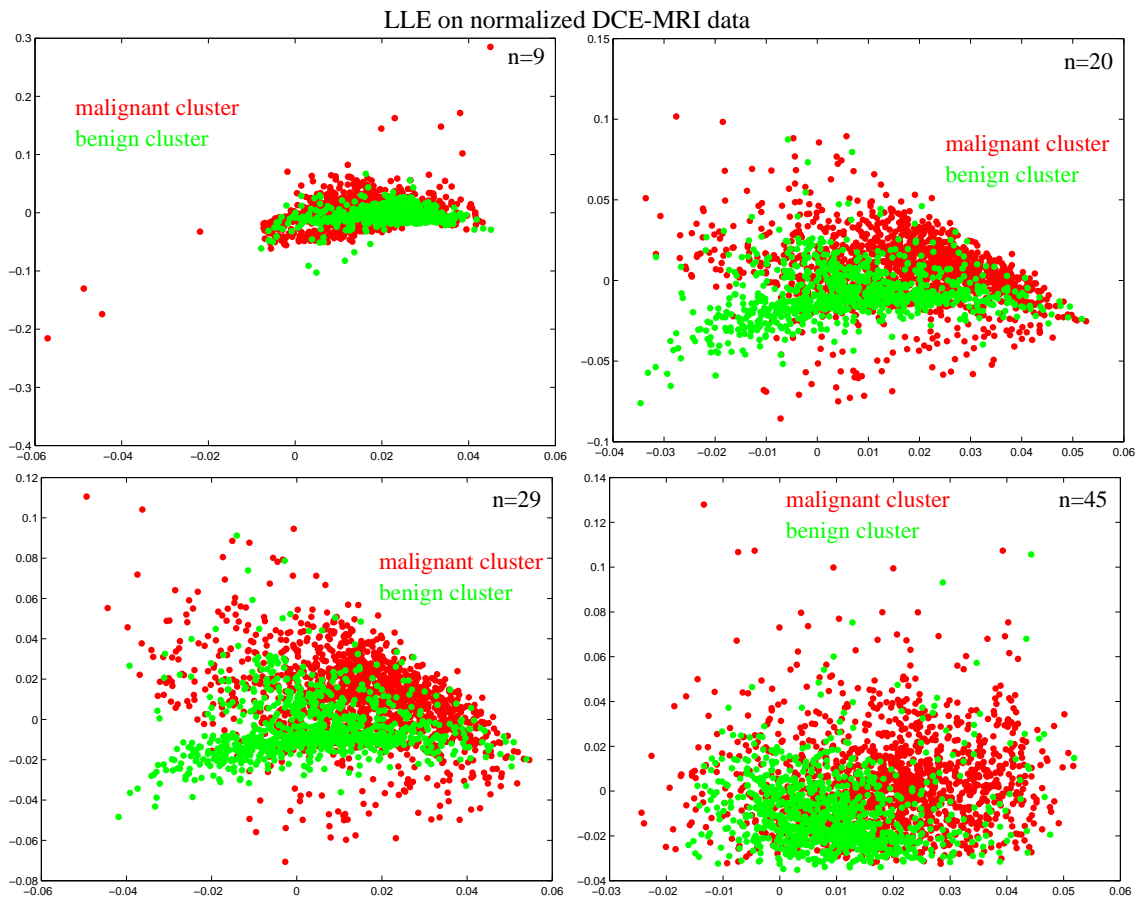 LLE on normalized DCE-MRI data
n=9
malignant cluster
benign cluster
0.3
0.2
0.1
0
−0.1
−0.2
−0.3
−0.4
−0.06 −0.04 −0.02 0 0.02 0.04 0.06
n=20
malignant cluster
benign cluster
0.15
0.1
0.05
0
−0.05
−0.1
−0.04 −0.03 −0.02 −0.01 0 0.01 0.02 0.03 0.04 0.05 0.06
n=29
malignant cluster
benign cluster
0.12
0.1
0.08
0.06
0.04
0.02
0
−0.02
−0.04
−0.06
−0.08
−0.06 −0.04 −0.02 0 0.02 0.04 0.06
n=45
malignant cluster
benign cluster
0.14
0.12
0.1
0.08
0.06
0.04
0.02
0
−0.02
−0.04
−0.03 −0.02 −0.01 0 0.01 0.02 0.03 0.04 0.05 0.06